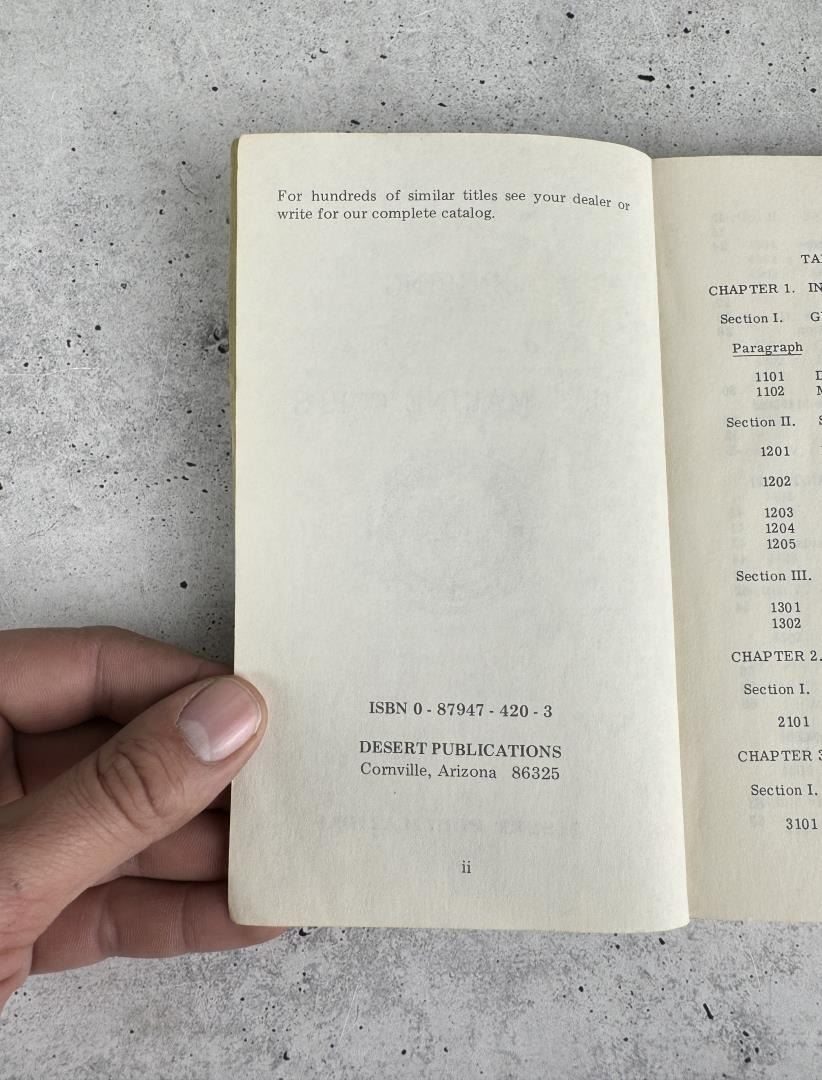 For hundreds of similar titles see your dealer or
write for our complete catalog.
ISBN 0 - 87947 - 420 - 3
DESERT PUBLICATIONS
Cornville, Arizona 86325
ii
CHAPTER 1.
Section I.
Paragraph
1101
1102
Section II.
1201
1202
1203
1204
1205
Section III.
1301
1302
CHAPTER 2.
Section I.
2101
CHAPTER 3
Section I.
3101